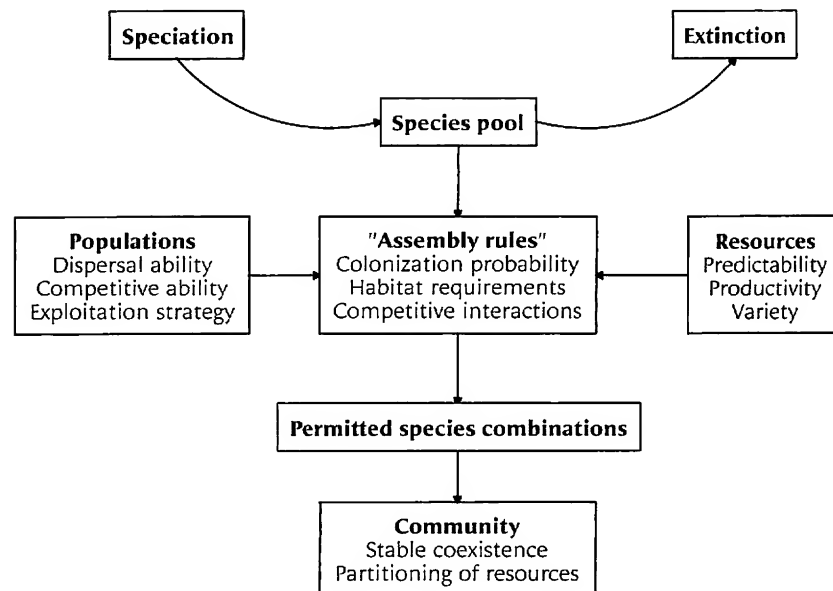 Speciation
Extinction
Species pool
Populations
Dispersal ability
Competitive ability
Exploitation strategy
"Assembly rules"
Colonization probability
Habitat requirements
Competitive interactions
Resources
Predictability
Productivity
Variety
Permitted species combinations
Community
Stable coexistence
Partitioning of resources